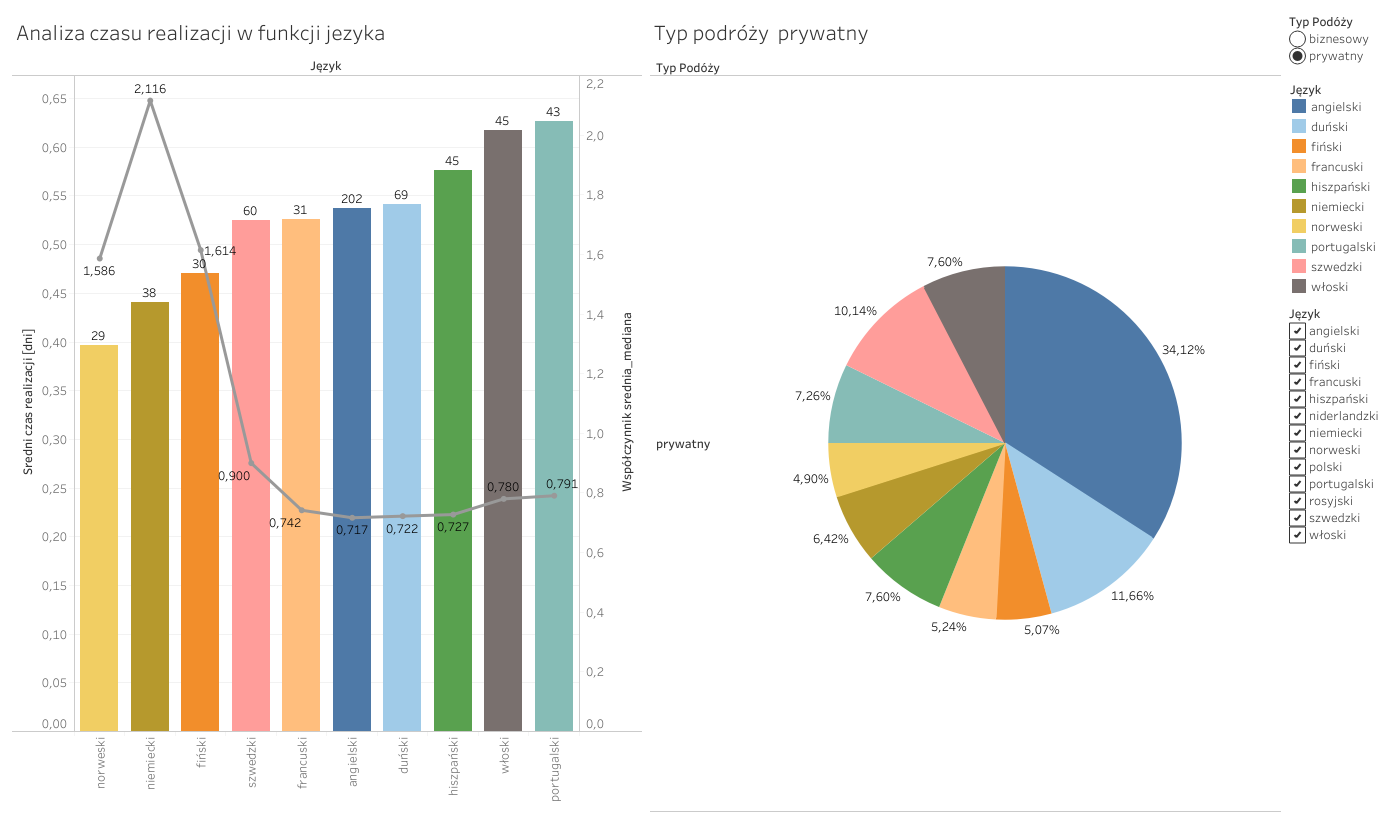 Analiza czasu realizacji w funkcji jezyka
Język
Sredni czas realizacji [dni]
0,65
0,60
0,55
0,50
0,45
0,40
0,35
0,30
0,25
0,20
0,15
0,10
0,05
0,00
29
38
30
60
31
202
69
45
45
43
1,586
2,116
1,614
0,900
0,742
0,717
0,722
0,727
0,780
0,791
2,2
2,0
1,8
1,6
1,4
1,2
1,0
0,8
0,6
0,4
0,2
0,0
Współczynnik srednia_mediana
norweski
niemiecki
fiński
szwedzki
francuski
angielski
duński
hiszpański
włoski
portugalski
Typ podróży prywatny
Typ Podóży
prywatny
34,12%
11,66%
5,07%
5,24%
7,60%
6,42%
4,90%
7,26%
10,14%
7,60%
Typ Podóży
biznesowy
prywatny
Język
angielski
duński
fiński
francuski
hiszpański
niemiecki
norweski
portugalski
szwedzki
włoski
Język
angielski
duński
fiński
francuski
hiszpański
niderlandzki
niemiecki
norweski
polski
portugalski
rosyjski
szwedzki
włoski